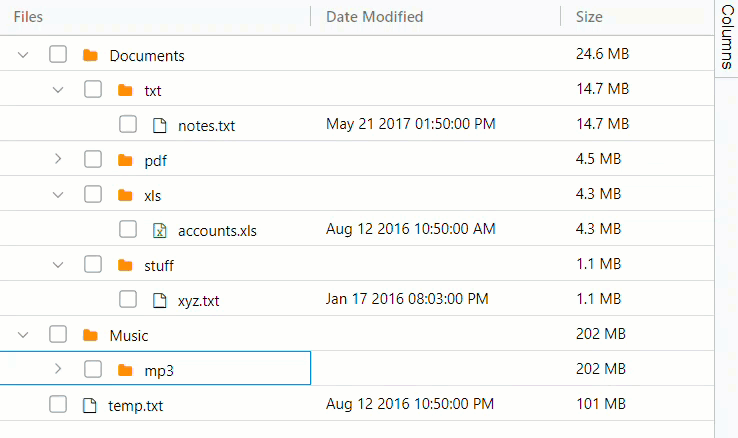 Files Date Modified Size
Documents 24.6 MB
txt 14.7 MB
notes.txt May 21 2017 01:50:00 PM 14.7 MB
pdf 4.5 MB
xls 4.3 MB
accounts.xls Aug 12 2016 10:50:00 AM 4.3 MB
stuff 1.1 MB
xyz.txt Jan 17 2016 08:03:00 PM 1.1 MB
Music 202 MB
mp3 202 MB
temp.txt Aug 12 2016 10:50:00 PM 101 MB
Columns